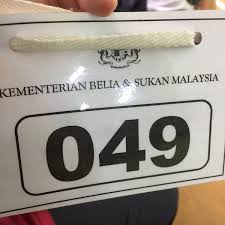 KEMENTERIAN BELIA & SUKAN MALAYSIA
049